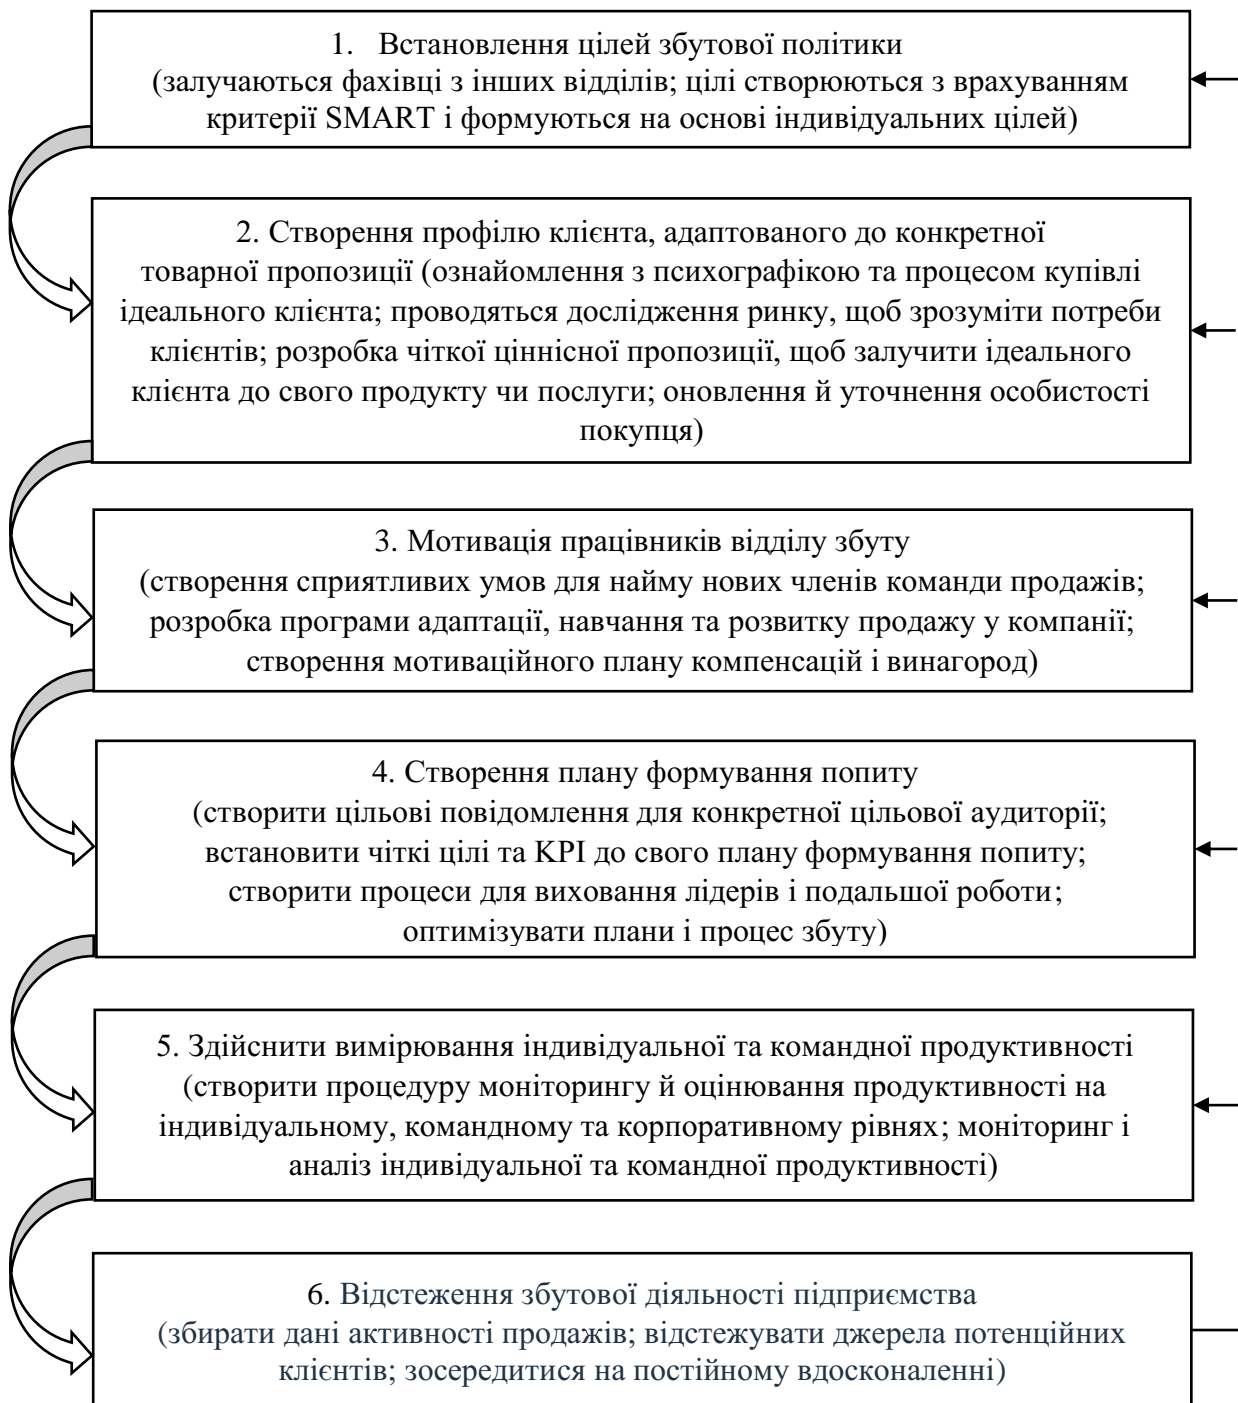 1. Встановлення цілей збутової політики
(залучаються фахівці з інших відділів; цілі створюються з врахуванням
критерії SMART і формуються на основі індивідуальних цілей)
2. Створення профілю клієнта, адаптованого до конкретної
товарної пропозиції (ознайомлення з психографікою та процесом купівлі
ідеального клієнта; проводяться дослідження ринку, щоб зрозуміти потреби
клієнтів; розробка чіткої ціннісної пропозиції, щоб залучити ідеального
клієнта до свого продукту чи послуги; оновлення й уточнення особистості
покупця)
3. Мотивація працівників відділу збуту
(створення сприятливих умов для найму нових членів команди продажів;
розробка програми адаптації, навчання та розвитку продажу у компанії;
створення мотиваційного плану компенсацій і винагород)
4. Створення плану формування попиту
(створити цільові повідомлення для конкретної цільової аудиторії;
встановити чіткі цілі та KPI до свого плану формування попиту;
створити процеси для виховання лідерів і подальшої роботи;
оптимізувати плани і процес збуту)
5. Здійснити вимірювання індивідуальної та командної продуктивності
(створити процедуру моніторингу й оцінювання продуктивності на
індивідуальному, командному та корпоративному рівнях; моніторинг і
аналіз індивідуальної та командної продуктивності)
6. Відстеження збутової діяльності підприємства
(збирати дані активності продажів; відстежувати джерела потенційних
клієнтів; зосередитися на постійному вдосконаленні)